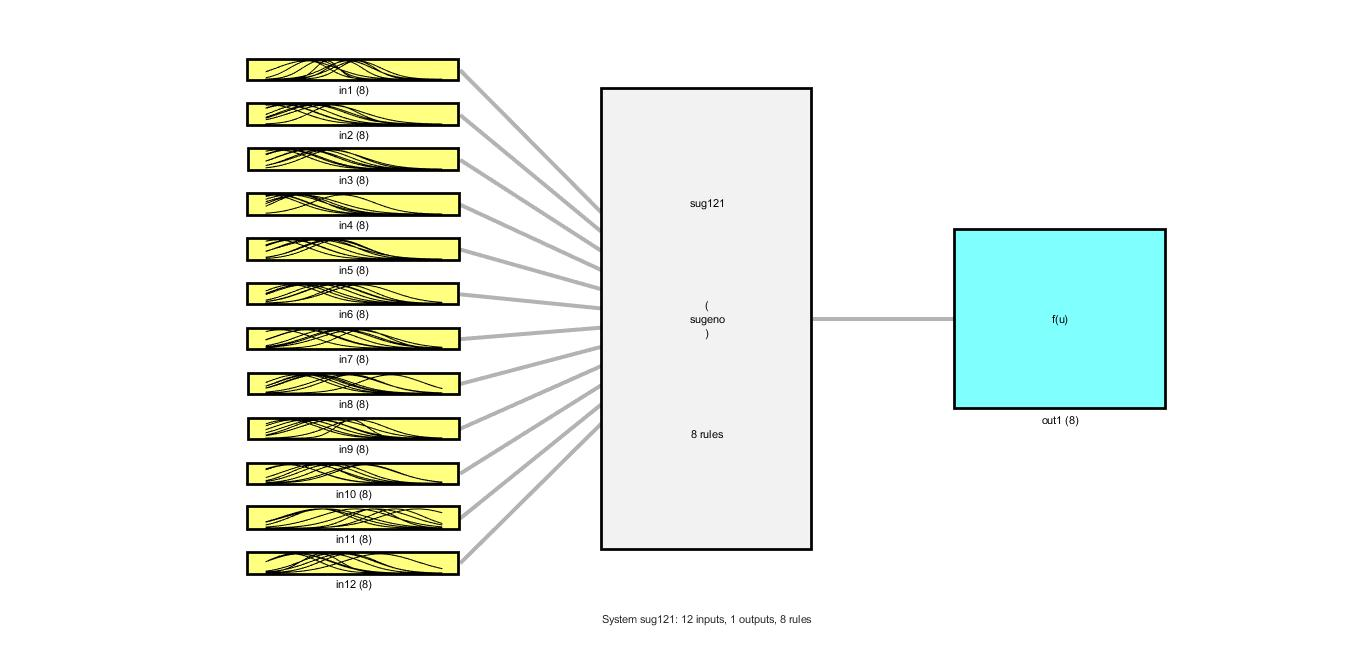 in1 (8)
in2 (8)
in3 (8)
in4 (8)
in5 (8)
in6 (8)
in7 (8)
in8 (8)
in9 (8)
in10 (8)
in11 (8)
in12 (8)
sug121
(
sugeno
)
8 rules
f(u)
out1 (8)
System sug121: 12 inputs, 1 outputs, 8 rules